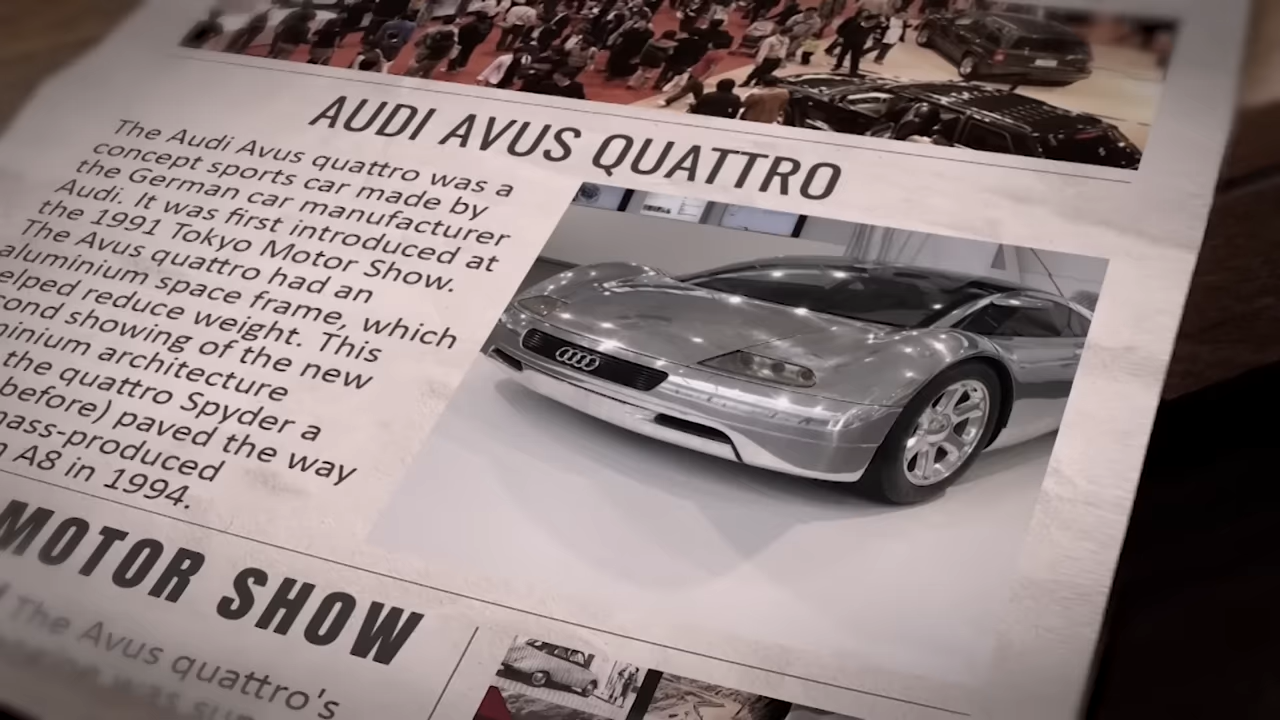 AUDI AVUS QUATTRO
The Audi Avus quattro was a
concept sports car made by
the German car manufacturer
Audi. It was first introduced at
the 1991 Tokyo Motor Show.
The Avus quattro had an
aluminium space frame, which
elped reduce weight. This
ond showing of the new
minium architecture
the quattro Spyder a
before) paved the way
mass-produced
A8 in 1994.
MOTOR SHOW
The Avus quattro's